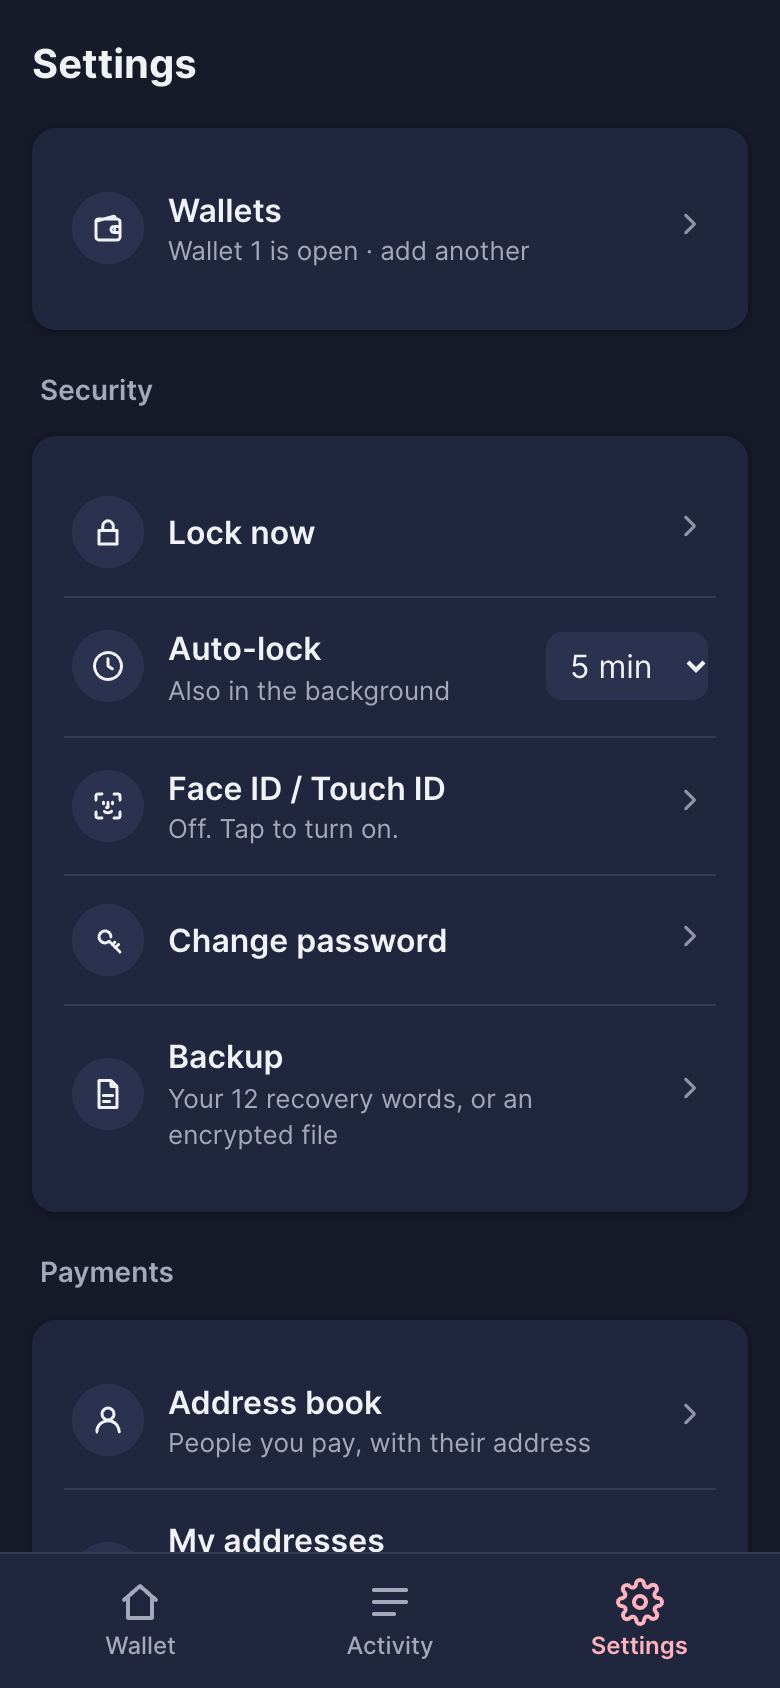 Settings
Wallets
Wallet 1 is open · add another
Security
Lock now
Auto-lock
Also in the background
5 min
Face ID / Touch ID
Off. Tap to turn on.
Change password
Backup
Your 12 recovery words, or an
encrypted file
Payments
Address book
People you pay, with their address
My addresses
Wallet
Activity
Settings